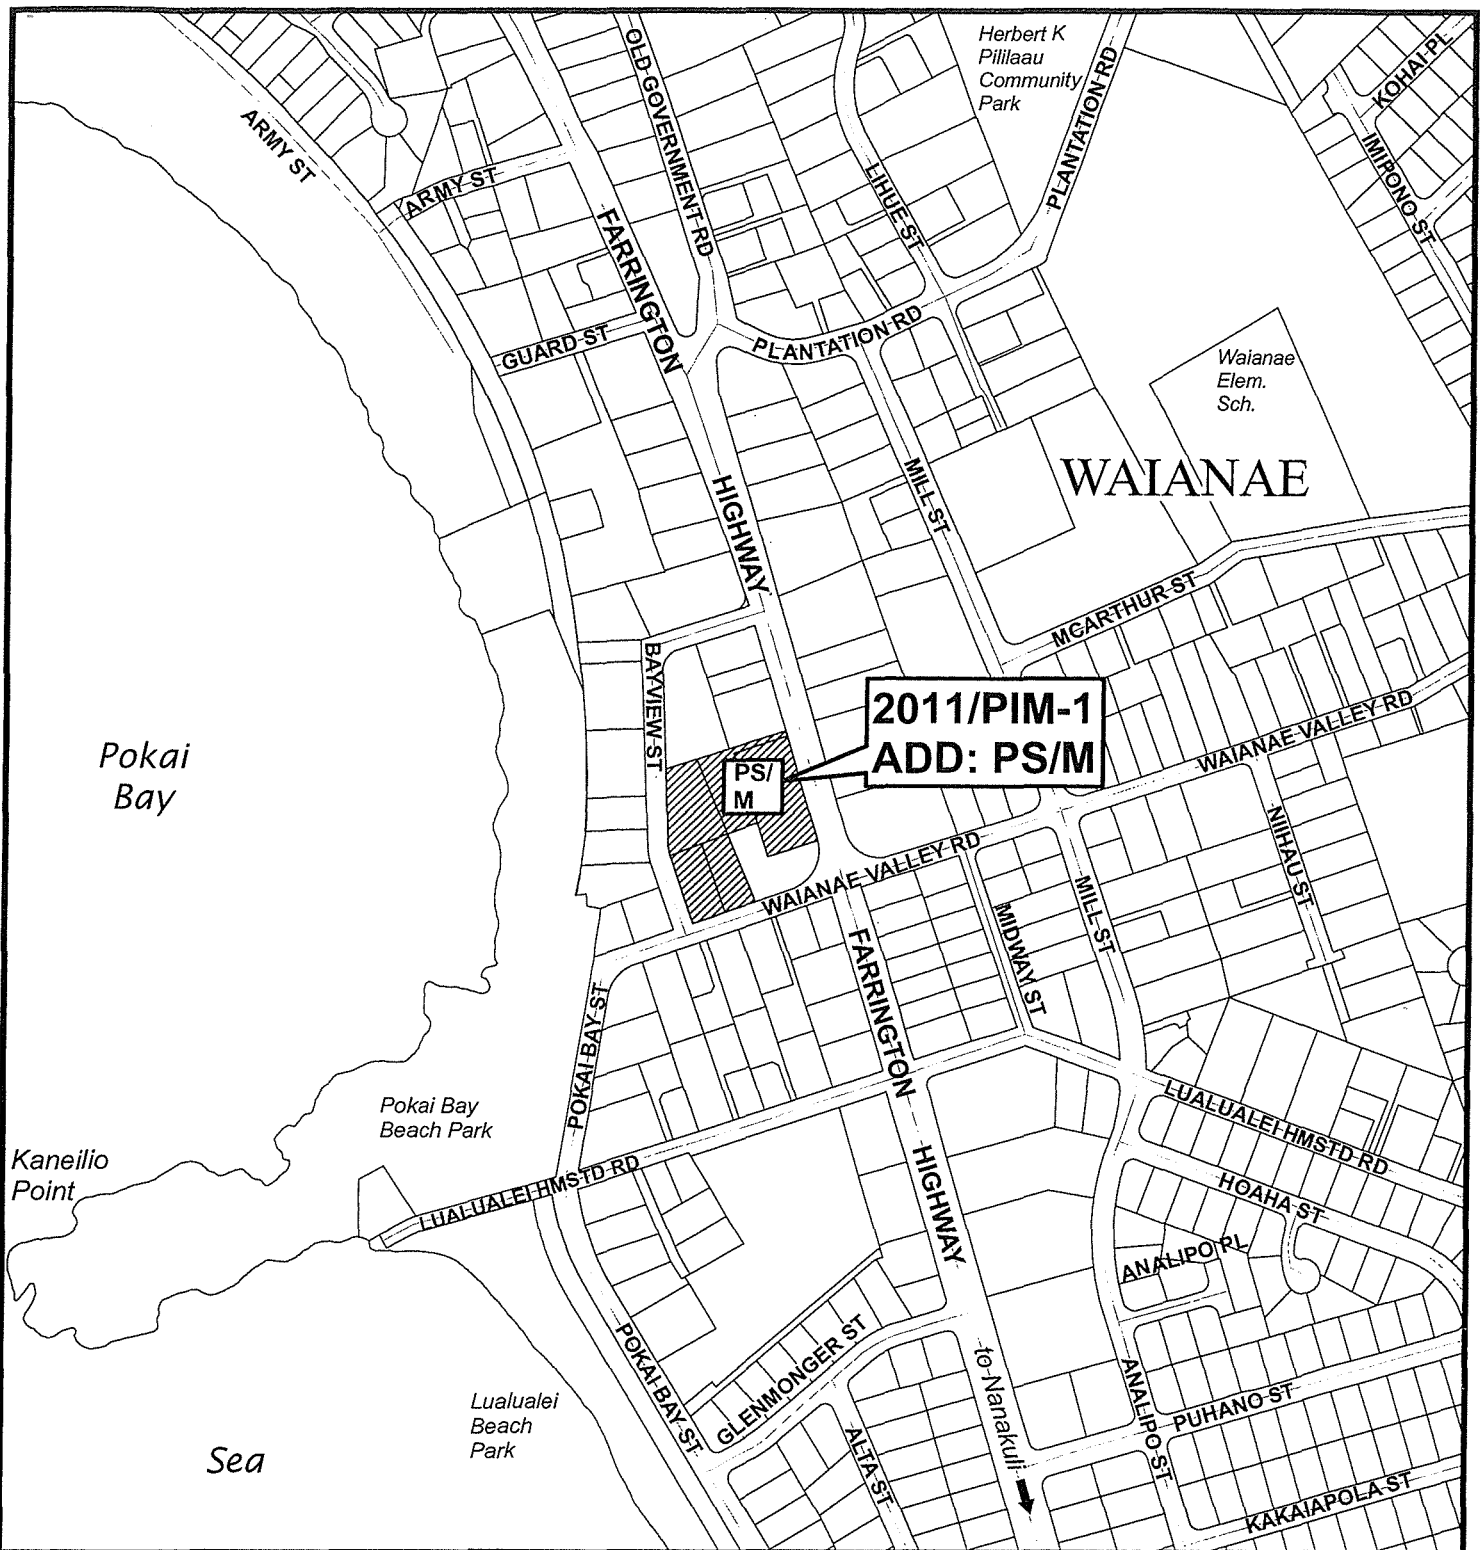 Herbert K
Pililaau
Community
Park
OLD GOVERNMENT RD
PLANTATION RD
KOHAI PL
ARMY ST
ARMY ST
LIHUE ST
IMIPONO ST
FARRINGTON
GUARD ST
PLANTATION RD
Waianae
Elem.
Sch.
WAIANAE
HIGHWAY
MILL ST
MCARTHUR ST
BAYVIEW ST
2011/PIM-1
ADD: PS/M
PS/
M
WAIANAE VALLEY RD
Pokai
Bay
WAIANAE VALLEY RD
NIIHAU ST
MILL ST
MIDWAY ST
FARRINGTON
POKAI BAY ST
Pokai Bay
Beach Park
LUALUALEI HMSTD RD
Kaneilio
Point
LUALUALEI HMSTD RD
HOAHA ST
HIGHWAY
ANALIPO PL
POKAI BAY ST
GLENMONGER ST
to Nanakuli
ANALIPO ST
PUHANO ST
Lualualei
Beach
Park
ALTA ST
Sea
KAKAIAPOLA ST